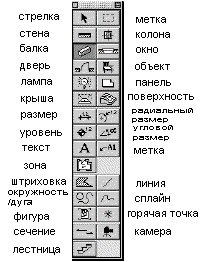 стрелка метка
стена колона
балка окно
дверь объект
лампа панель
крыша поверхность
размер радиальный размер
уровень угловой размер
текст A A1 метка
зона
штриховка линия
окружность /дуга сплайн
фигура горячая точка
сечение камера
лестница